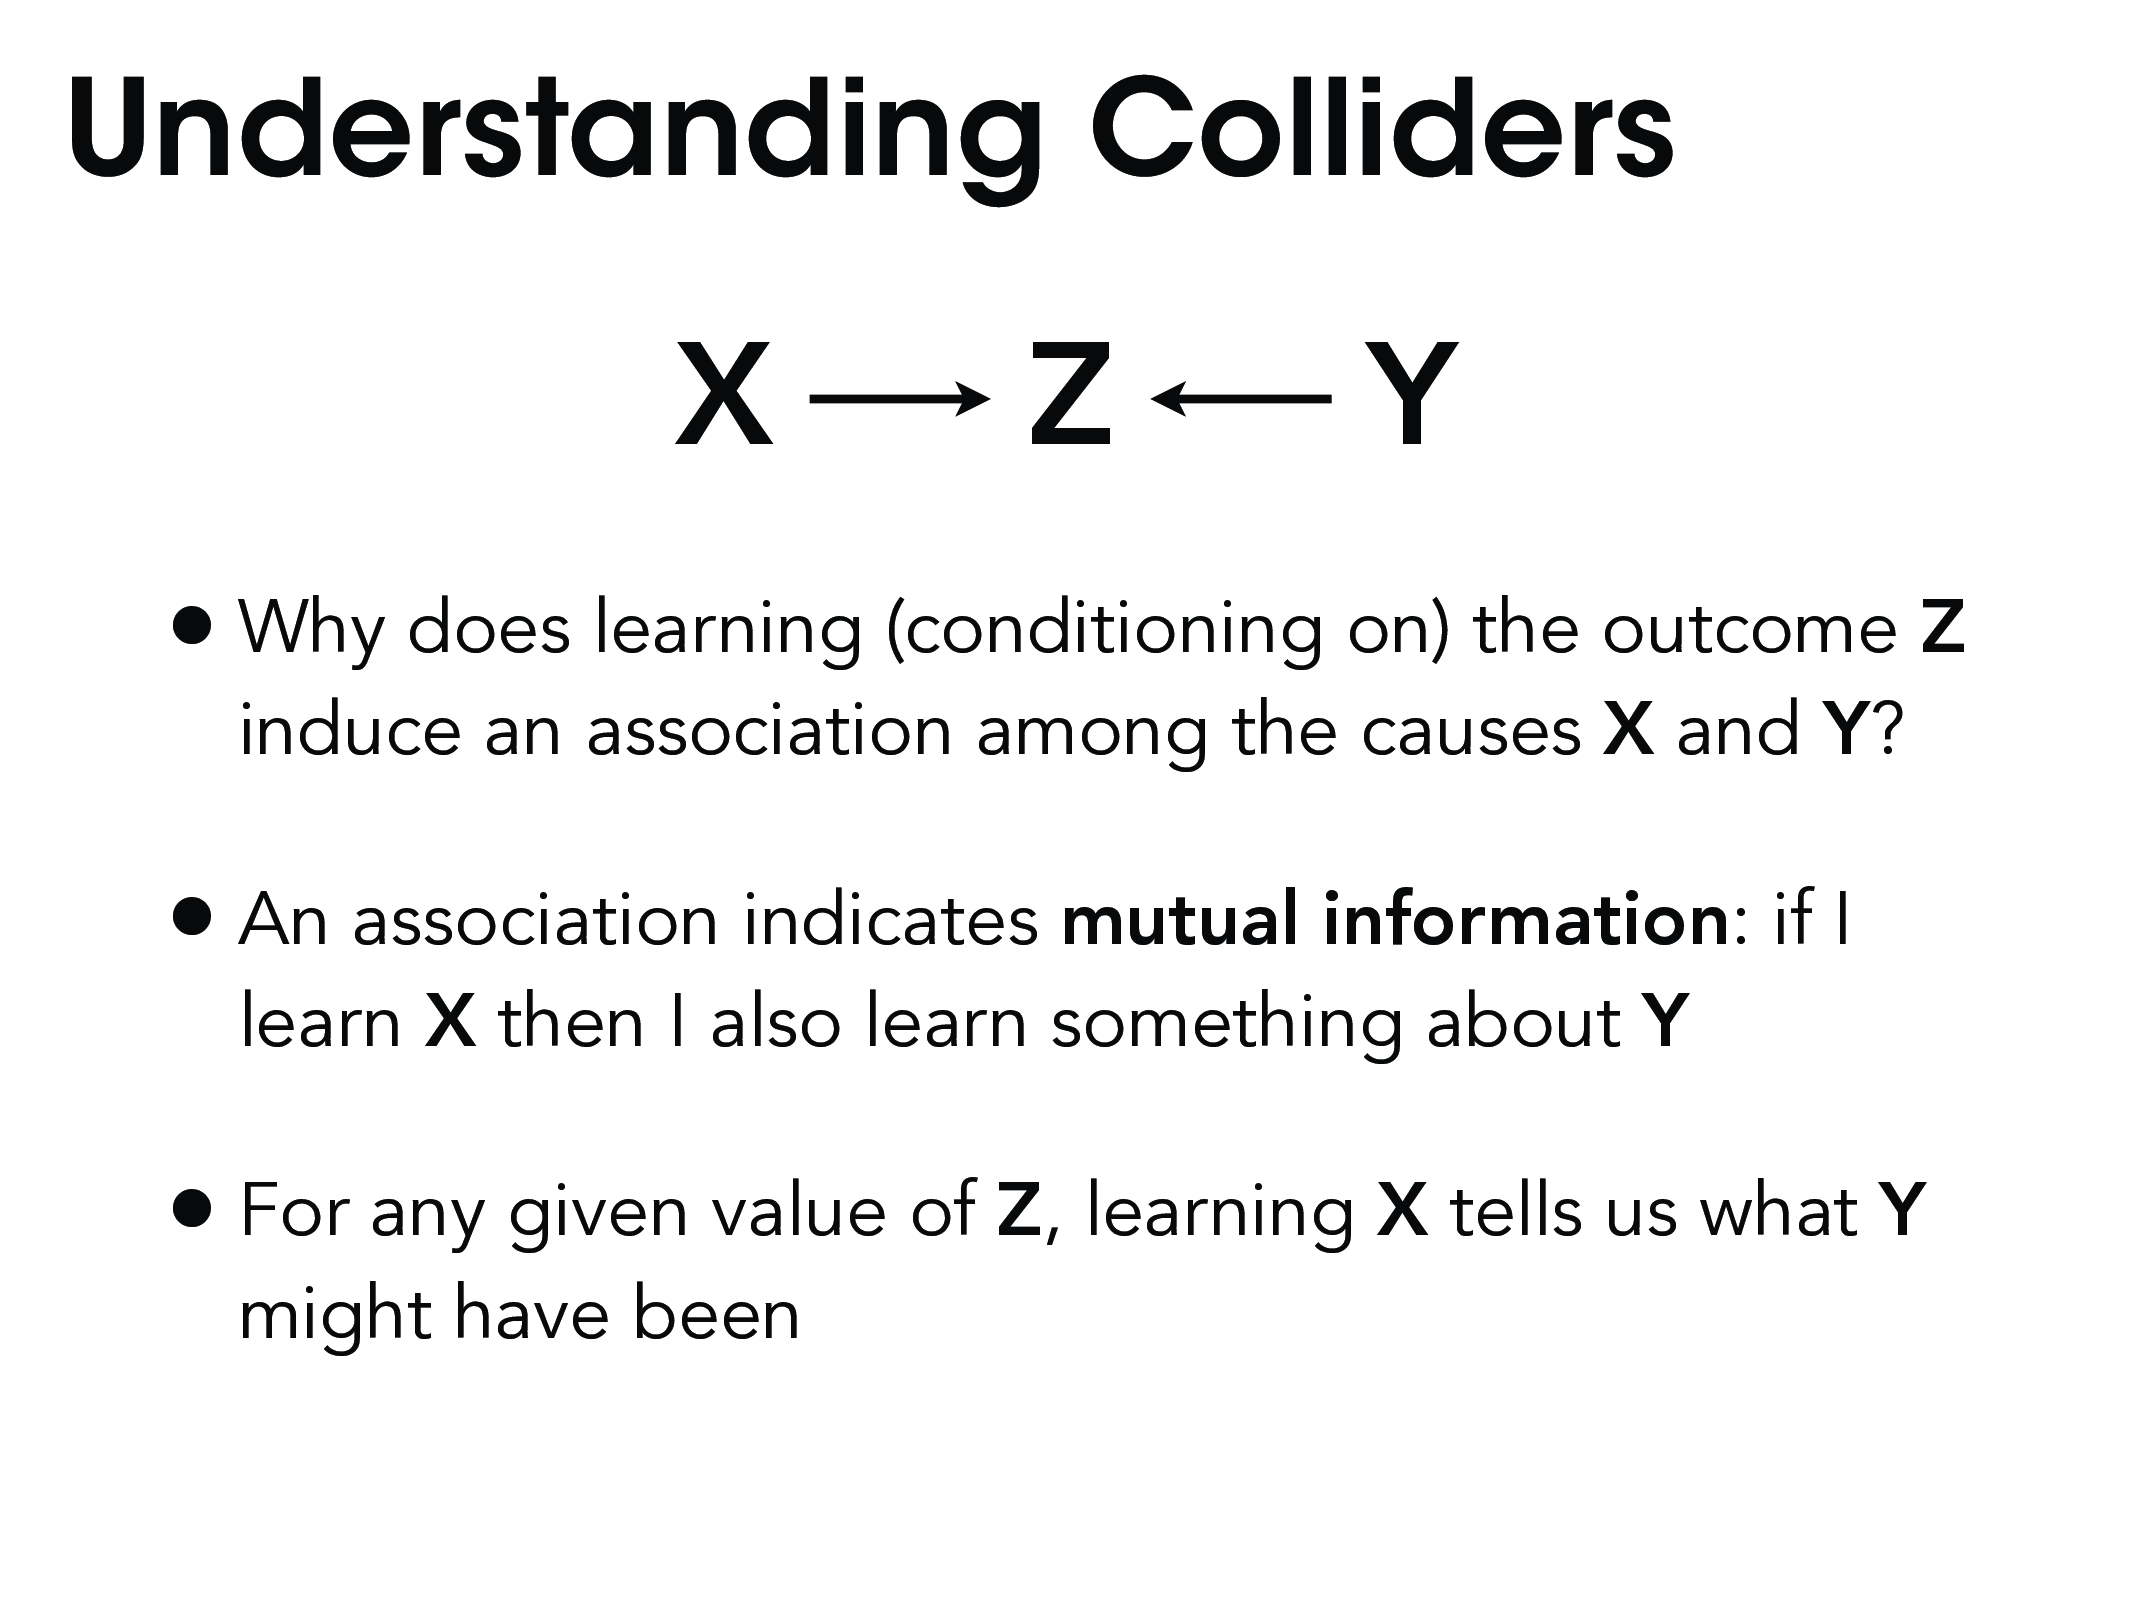 Understanding Colliders
X → Z ← Y
• Why does learning (conditioning on) the outcome Z
induce an association among the causes X and Y?
• An association indicates mutual information: if I
learn X then I also learn something about Y
• For any given value of Z, learning X tells us what Y
might have been